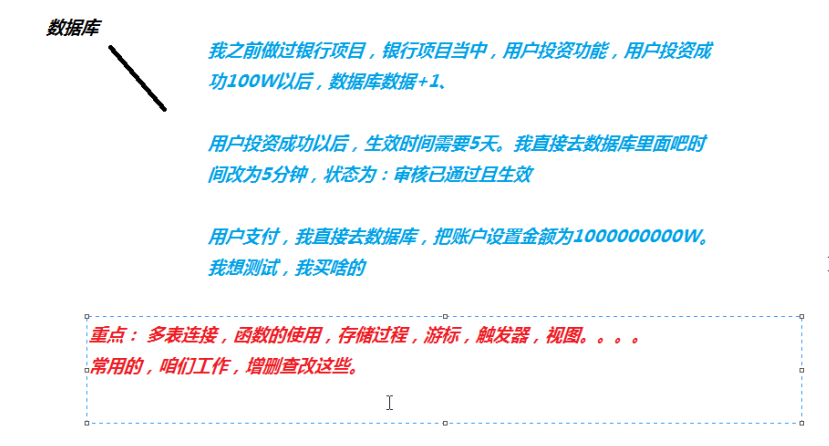 数据库
我之前做过银行项目，银行项目当中，用户投资功能，用户投资成
功100W以后，数据库数据+1、
用户投资成功以后，生效时间需要5天。我直接去数据库里面吧时
间改为5分钟，状态为：审核已通过且生效
用户支付，我直接去数据库，把账户设置金额为1000000000W。
我想测试，我买啥的
重点： 多表连接，函数的使用，存储过程，游标，触发器，视图。。。。
常用的，咱们工作，增删查改这些。